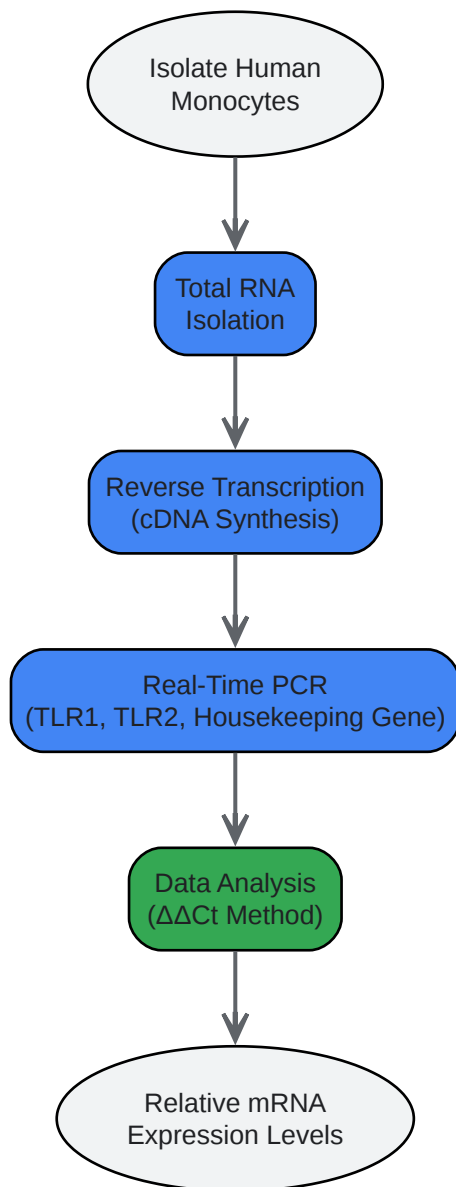 Isolate Human
Monocytes
Total RNA
Isolation
Reverse Transcription
(cDNA Synthesis)
Real-Time PCR
(TLR1, TLR2, Housekeeping Gene)
Data Analysis
(ΔΔCt Method)
Relative mRNA
Expression Levels